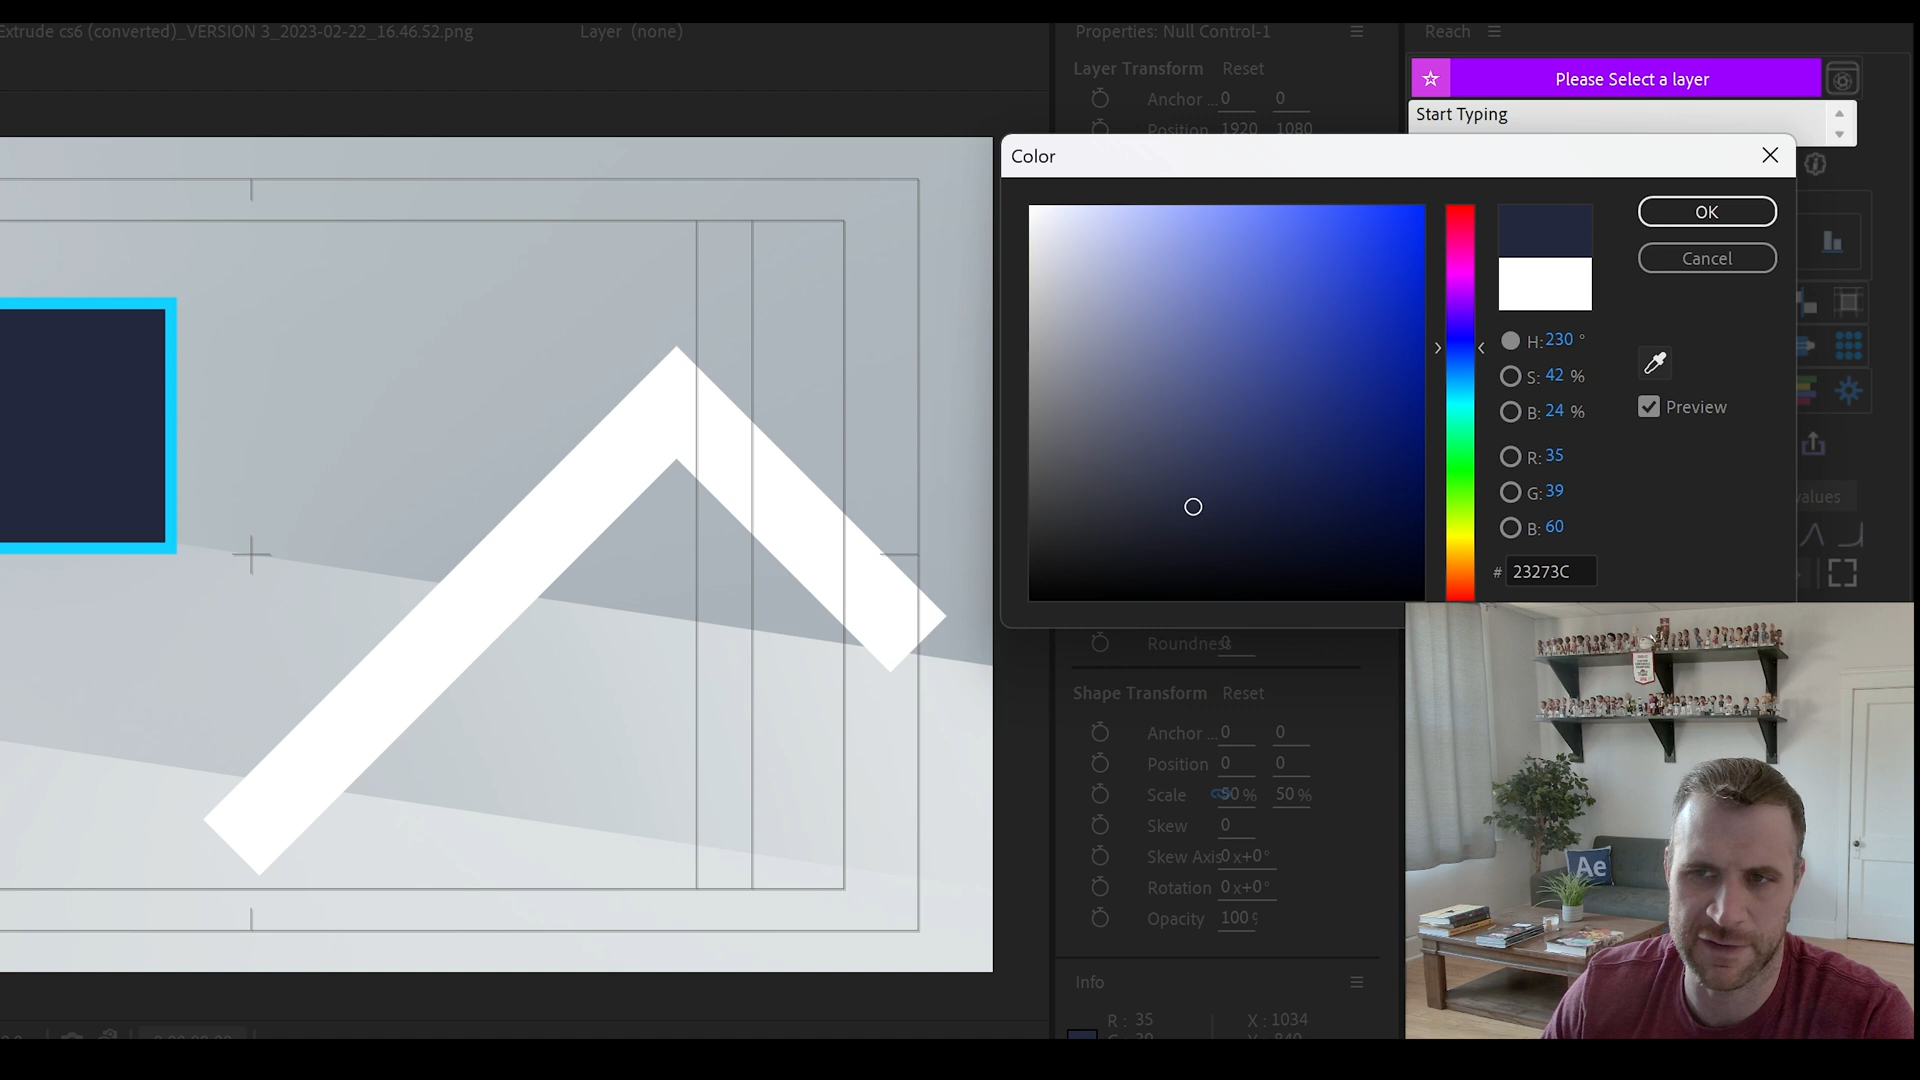 Extrude cs6 (converted)_VERSION 3_2023-02-22_16.46.52.png
Layer (none)
Properties: Null Control-1
Layer Transform Reset
Anchor ... 0 0
Position 1920 1080
Reach
Please Select a layer
Start Typing
Color
OK
Cancel
H: 230 °
S: 42 %
B: 24 %
Preview
R: 35
G: 39
B: 60
# 23273C
values
Roundness 0
Shape Transform Reset
Anchor ... 0 0
Position 0 0
Scale 50 % 50 %
Skew 0
Skew Axis 0 x+0°
Rotation 0 x+0°
Opacity 100
Info
R : 35
X : 1034
Ae